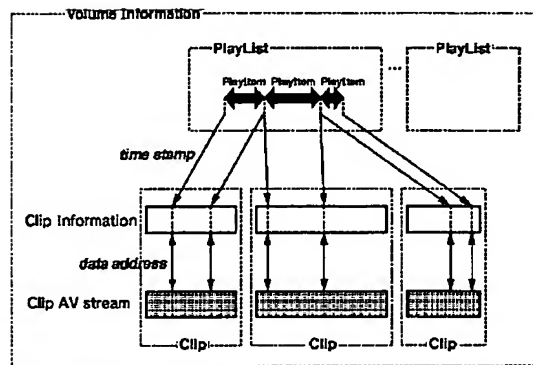 Volume Information
PlayList
...
PlayList
PlayItem PlayItem PlayItem
time stamp
Clip Information
data address
Clip AV stream
Clip
Clip
Clip